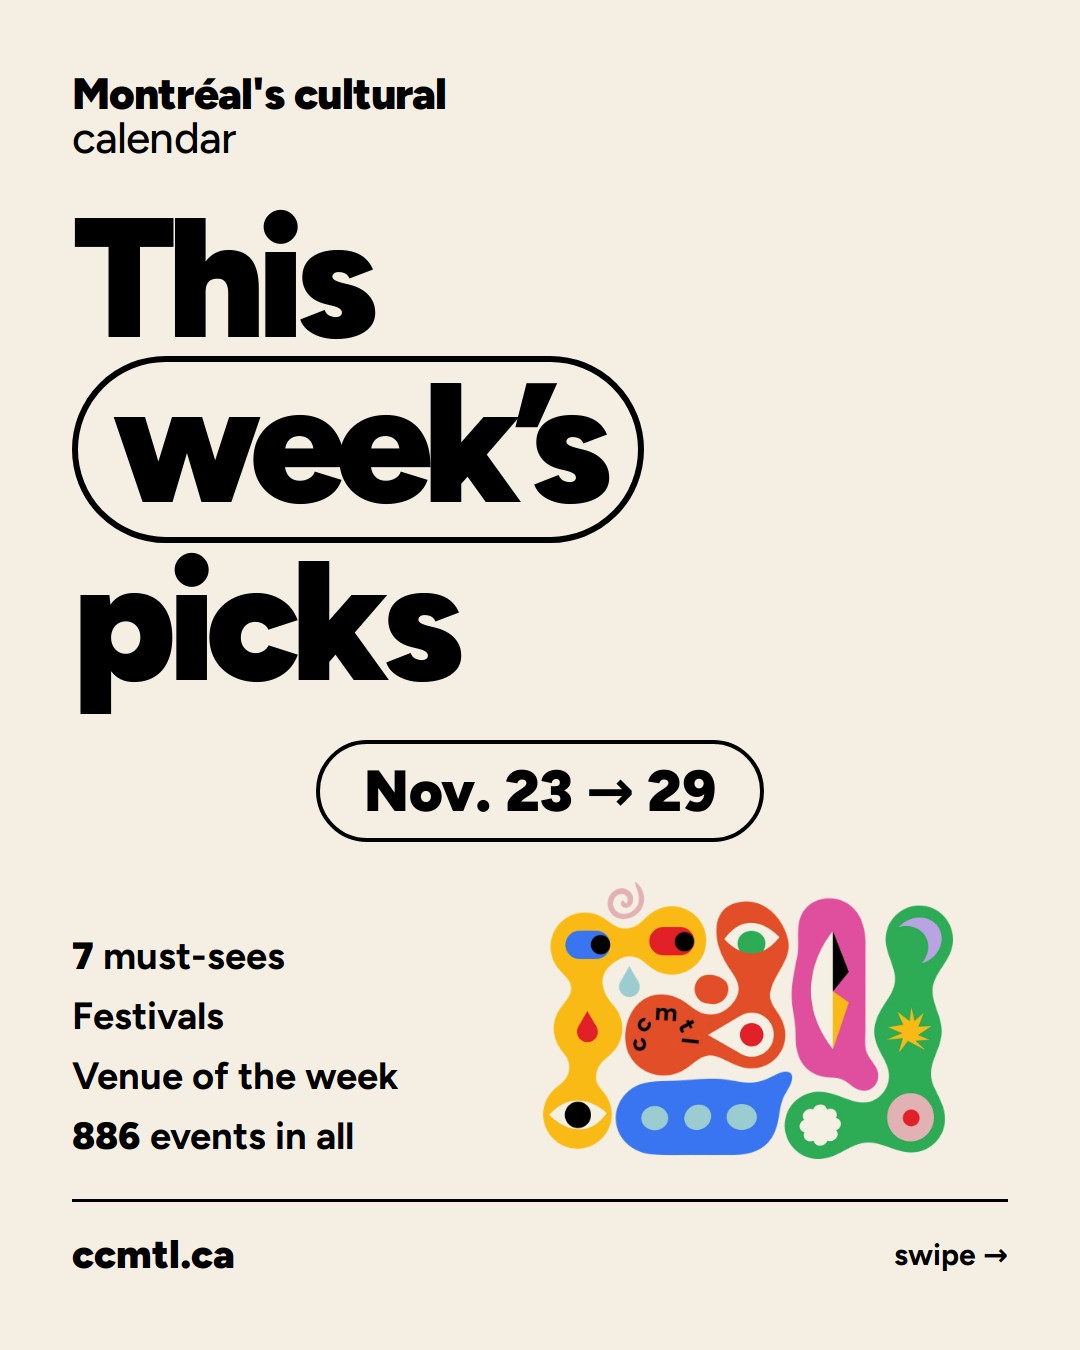 Montréal's cultural
calendar
This
week’s
picks
Nov. 23 → 29
7 must-sees
Festivals
Venue of the week
886 events in all
ccmtl
ccmtl.ca
swipe →